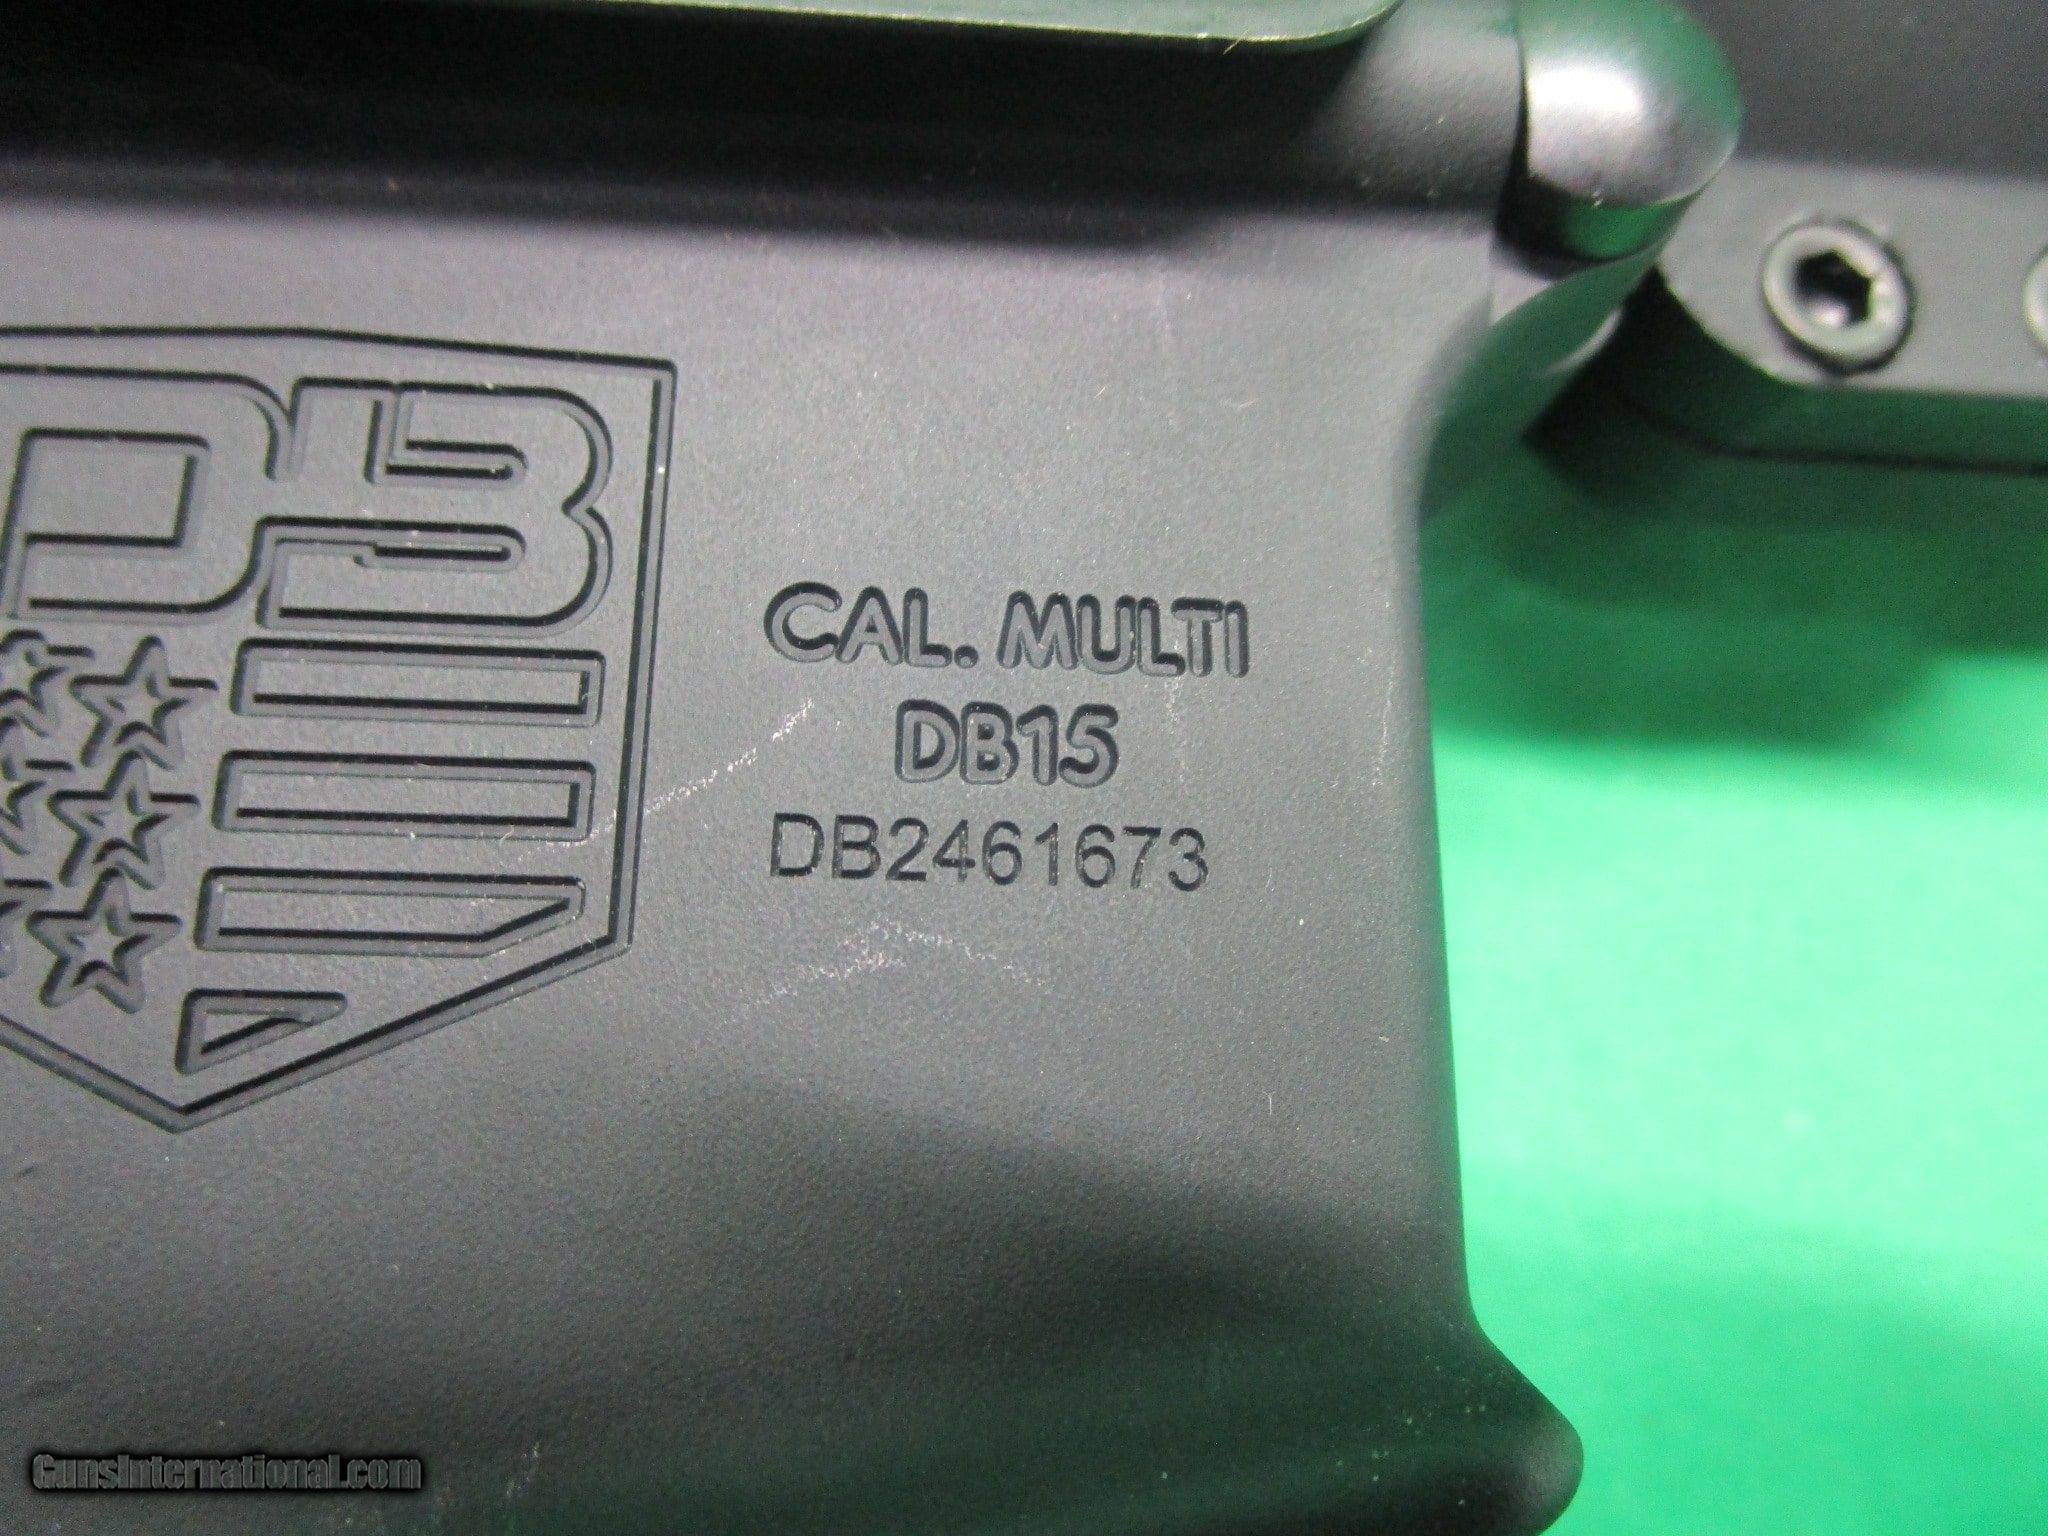 DB
CAL. MULTI
DB15
DB2461673
GunsInternational.com